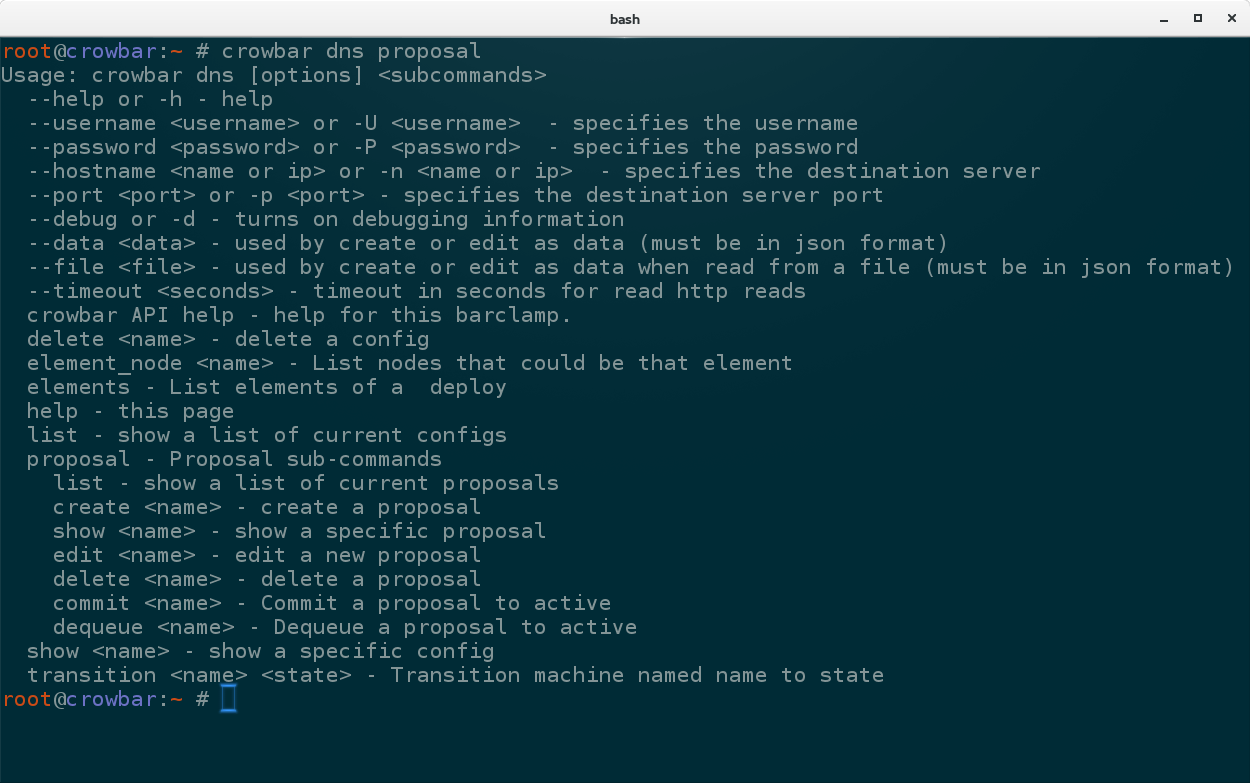 bash
root@crowbar:~ # crowbar dns proposal
Usage: crowbar dns [options] <subcommands>
  --help or -h - help
  --username <username> or -U <username>  - specifies the username
  --password <password> or -P <password>  - specifies the password
  --hostname <name or ip> or -n <name or ip>  - specifies the destination server
  --port <port> or -p <port> - specifies the destination server port
  --debug or -d - turns on debugging information
  --data <data> - used by create or edit as data (must be in json format)
  --file <file> - used by create or edit as data when read from a file (must be in json format)
  --timeout <seconds> - timeout in seconds for read http reads
  crowbar API help - help for this barclamp.
  delete <name> - delete a config
  element_node <name> - List nodes that could be that element
  elements - List elements of a  deploy
  help - this page
  list - show a list of current configs
  proposal - Proposal sub-commands
    list - show a list of current proposals
    create <name> - create a proposal
    show <name> - show a specific proposal
    edit <name> - edit a new proposal
    delete <name> - delete a proposal
    commit <name> - Commit a proposal to active
    dequeue <name> - Dequeue a proposal to active
  show <name> - show a specific config
  transition <name> <state> - Transition machine named name to state
root@crowbar:~ #